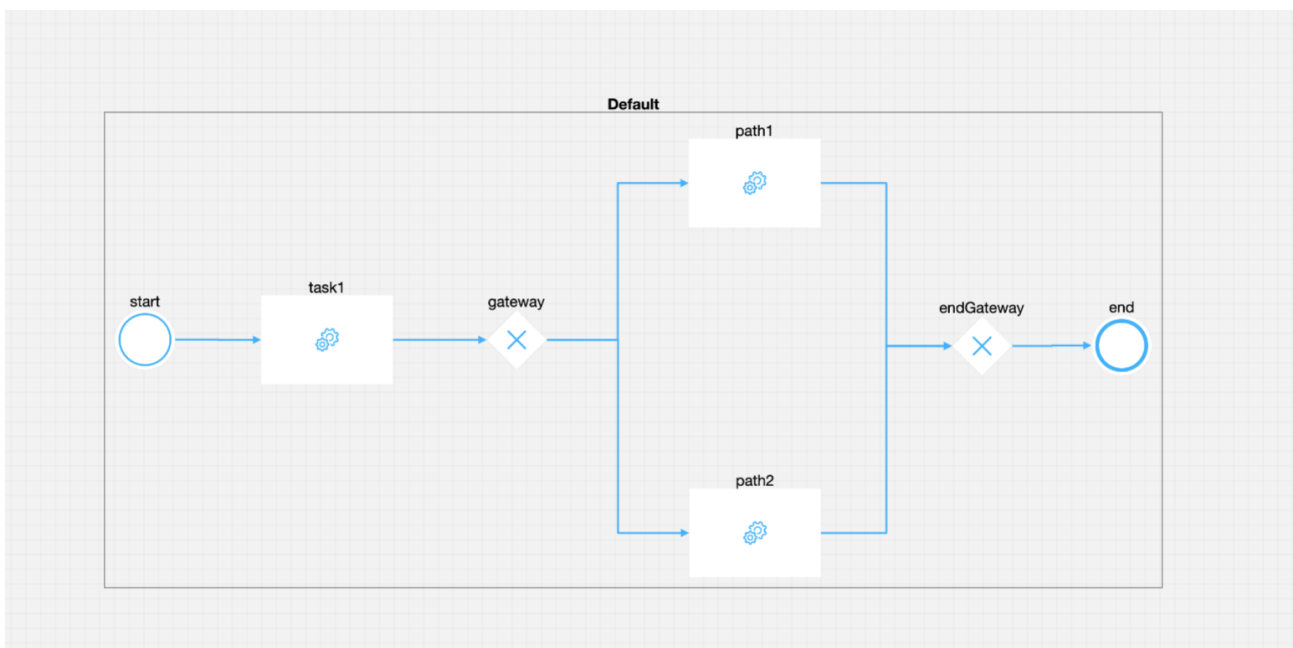 Default
path1
task1
start
gateway
endGateway
end
path2